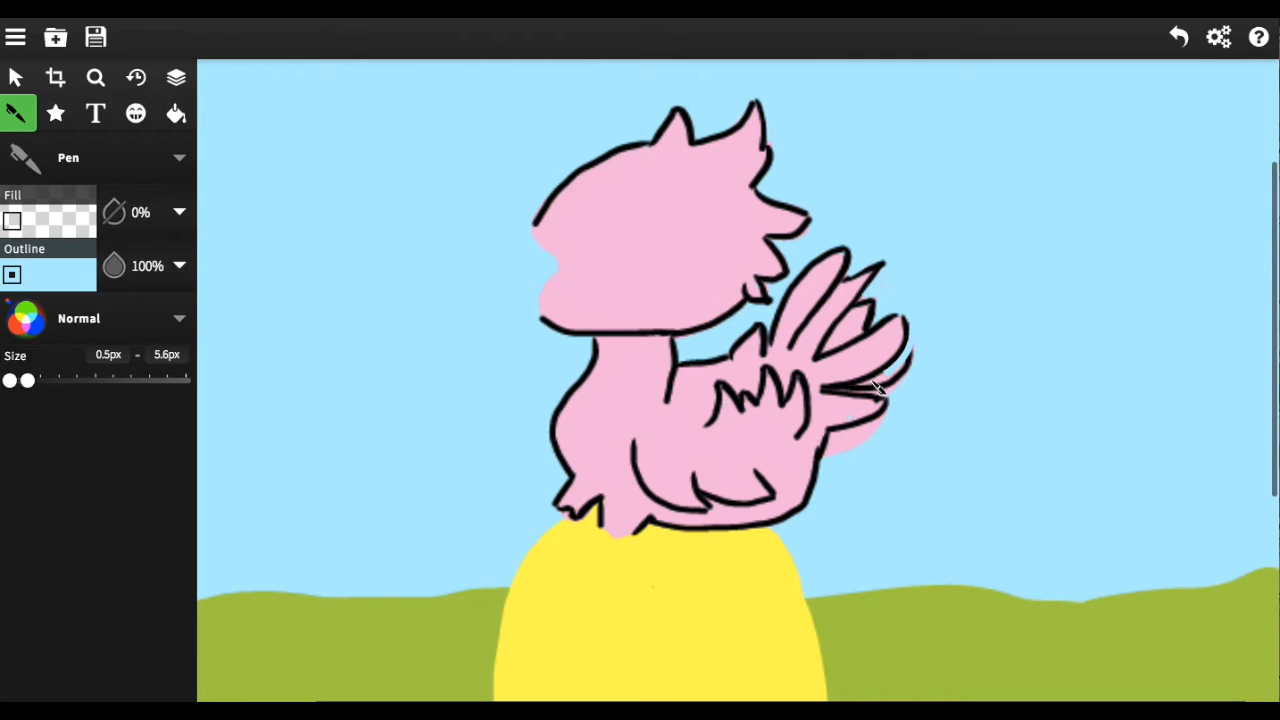 T
Pen
Fill
0%
Outline
100%
Normal
Size 0.5px - 5.6px